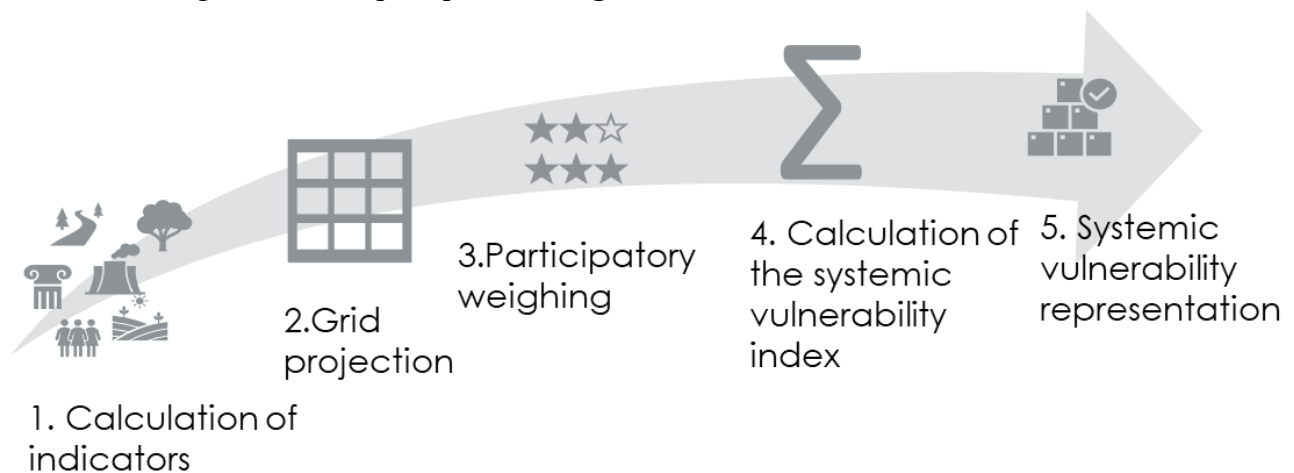 1. Calculation of
indicators
2.Grid
projection
3.Participatory
weighing
4. Calculation of
the systemic
vulnerability
index
5. Systemic
vulnerability
representation